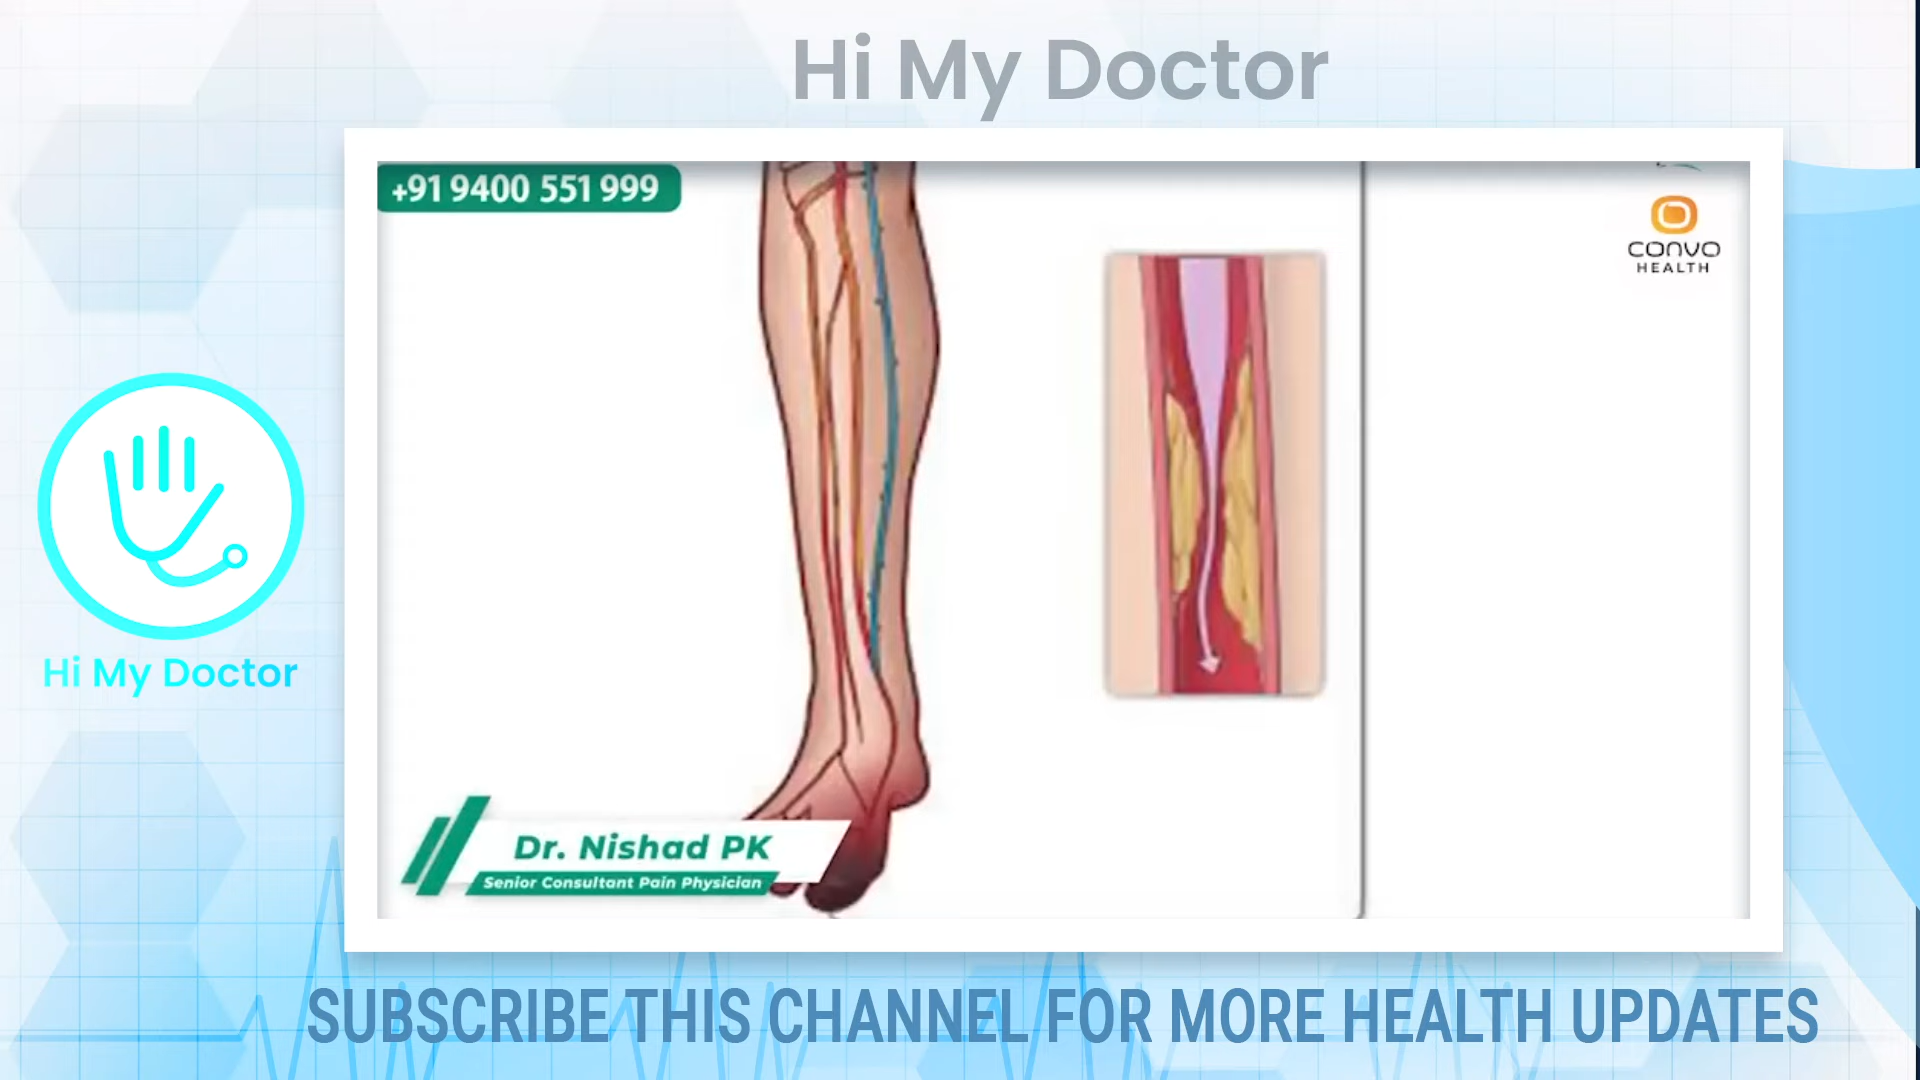 Hi My Doctor
+91 9400 551 999
CONVO
HEALTH
Hi My Doctor
Dr. Nishad PK
Senior Consultant Pain Physician
SUBSCRIBE THIS CHANNEL FOR MORE HEALTH UPDATES